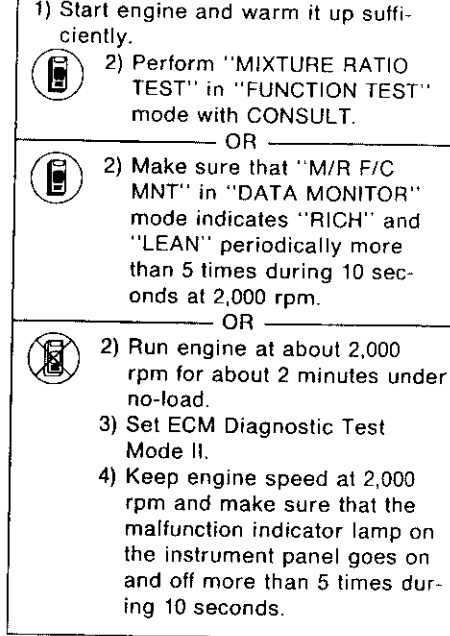 1) Start engine and warm it up suffi-
ciently.
2) Perform "MIXTURE RATIO
TEST" in "FUNCTION TEST"
mode with CONSULT.
OR
2) Make sure that "M/R F/C
MNT" in "DATA MONITOR"
mode indicates "RICH" and
"LEAN" periodically more
than 5 times during 10 sec-
onds at 2,000 rpm.
OR
2) Run engine at about 2,000
rpm for about 2 minutes under
no-load.
3) Set ECM Diagnostic Test
Mode II.
4) Keep engine speed at 2,000
rpm and make sure that the
malfunction indicator lamp on
the instrument panel goes on
and off more than 5 times dur-
ing 10 seconds.